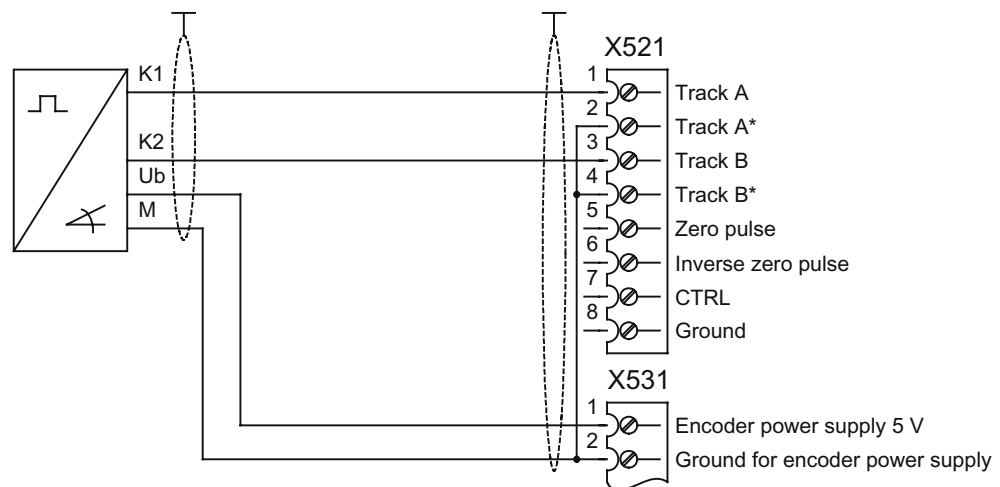 X521
K1
1
Track A
2
Track A*
K2
3
Track B
Ub
4
Track B*
M
5
Zero pulse
6
Inverse zero pulse
7
CTRL
8
Ground
X531
1
Encoder power supply 5 V
2
Ground for encoder power supply